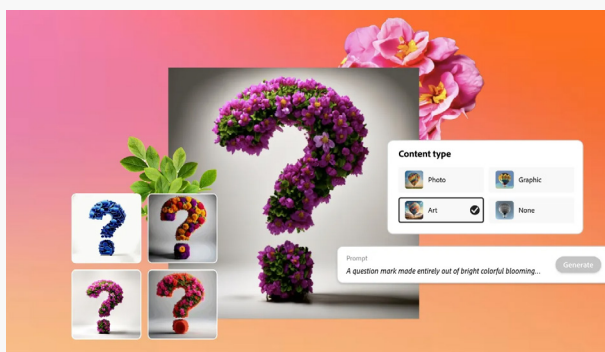 Content type
Photo
Graphic
Art
None
Prompt
A question mark made entirely out of bright colorful blooming...
Generate